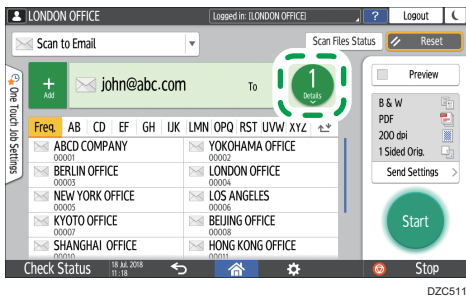 LONDON OFFICE
Logged in: [LONDON OFFICE]
?
Logout
Scan to Email
Scan Files Status
Reset
One Touch Job Settings
+
Add
john@abc.com
To
1
Details
Preview
B & W
PDF
200 dpi
1 Sided Orig.
Send Settings >
Start
Freq. AB CD EF GH IJK LMN OPQ RST UVW XYZ
ABCD COMPANY
00001
YOKOHAMA OFFICE
00002
BERLIN OFFICE
00003
LONDON OFFICE
00004
NEW YORK OFFICE
00005
LOS ANGELES
00006
KYOTO OFFICE
00007
BEIJING OFFICE
00008
SHANGHAI OFFICE
00010
HONG KONG OFFICE
00011
Check Status
18 Jul. 2018
11 :18
Stop
DZC511